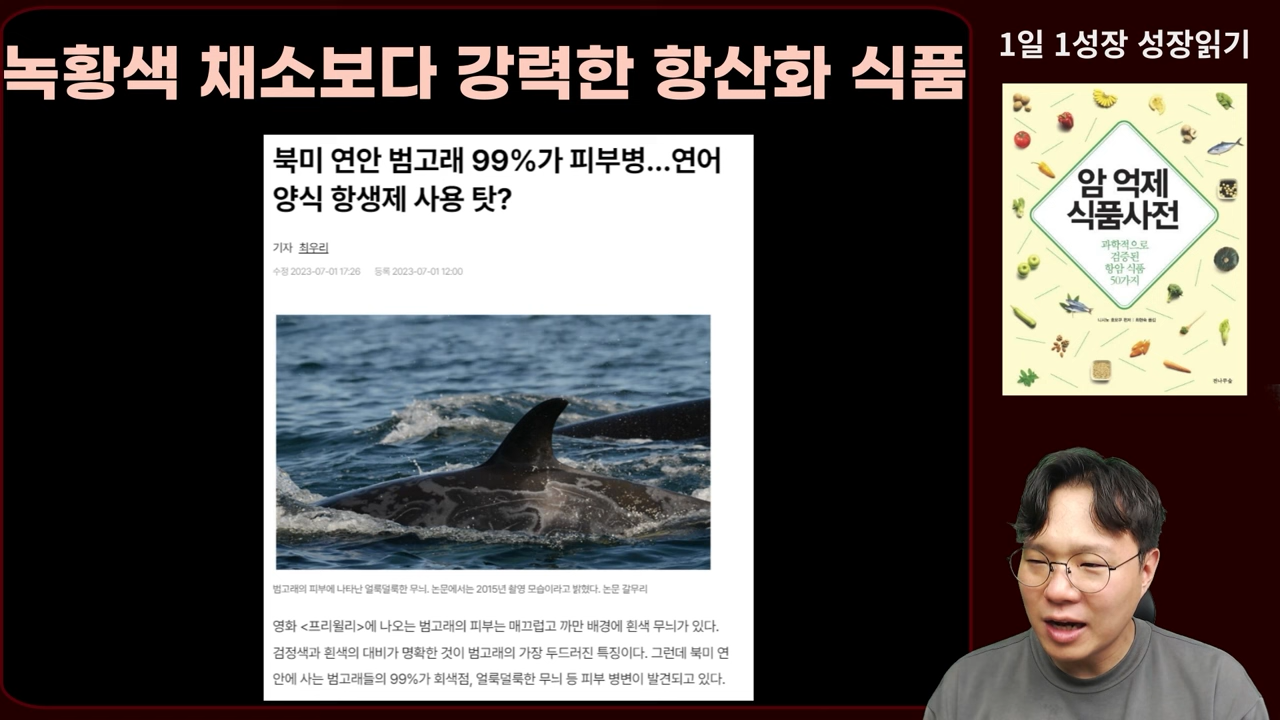 녹황색 채소보다 강력한 항산화 식품
1일 1성장 성장읽기
북미 연안 범고래 99%가 피부병...연어
양식 항생제 사용 탓?
기자 최우리
수정 2023-07-01 17:26 등록 2023-07-01 12:00
범고래의 피부에 나타난 얼룩덜룩한 무늬. 논문에서는 2015년 촬영 모습이라고 밝혔다. 논문 갈무리
영화 <프리윌리>에 나오는 범고래의 피부는 매끄럽고 까만 배경에 흰색 무늬가 있다.
검정색과 흰색의 대비가 명확한 것이 범고래의 가장 두드러진 특징이다. 그런데 북미 연
안에 사는 범고래들의 99%가 회색점, 얼룩덜룩한 무늬 등 피부 병변이 발견되고 있다.
암 억제
식품사전
과학적으로
검증된
항암 식품
50가지
전나무숲